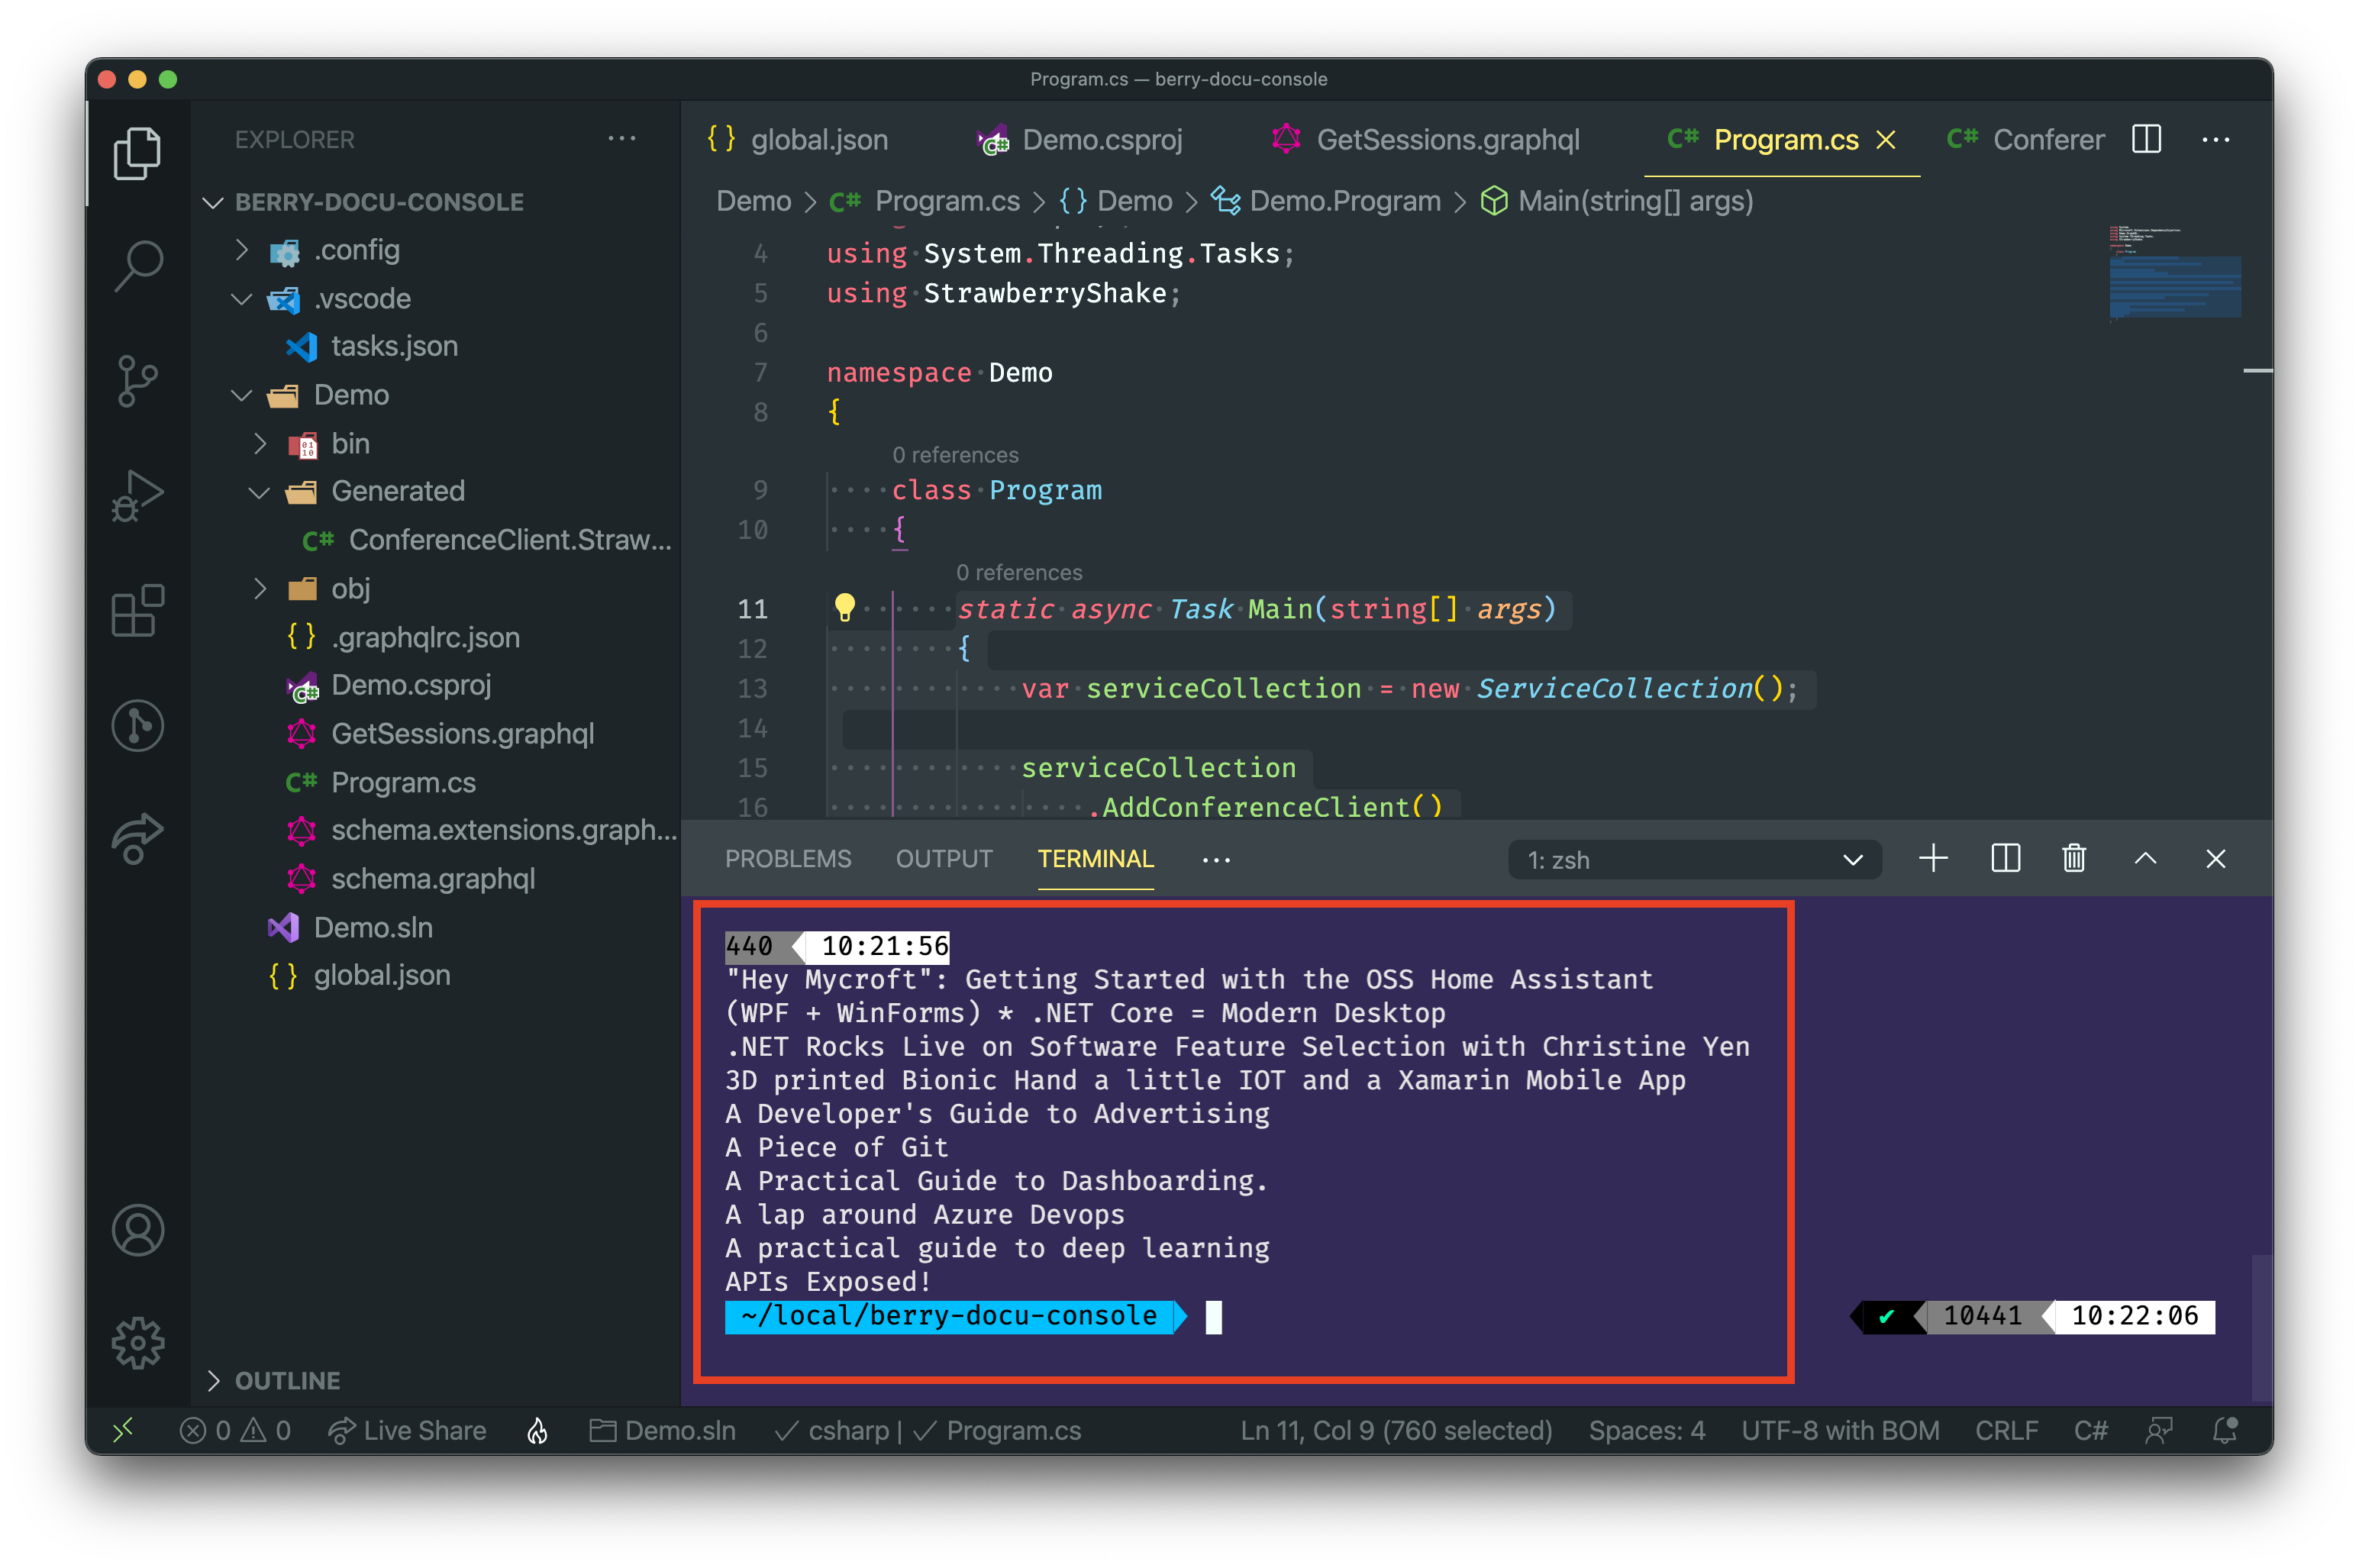 Program.cs — berry-docu-console
EXPLORER
BERRY-DOCU-CONSOLE
.config
.vscode
tasks.json
Demo
bin
Generated
ConferenceClient.Straw...
obj
.graphqlrc.json
Demo.csproj
GetSessions.graphql
Program.cs
schema.extensions.graph...
schema.graphql
Demo.sln
global.json
OUTLINE
global.json Demo.csproj GetSessions.graphql C# Program.cs C# Conferer
Demo > C# Program.cs > {} Demo > Demo.Program > Main(string[] args)
4 using System.Threading.Tasks;
5 using StrawberryShake;
6
7 namespace Demo
8 {
0 references
9 class Program
10 {
0 references
11 static async Task Main(string[] args)
12 {
13 var serviceCollection = new ServiceCollection();
14
15 serviceCollection
16 .AddConferenceClient()
PROBLEMS OUTPUT TERMINAL ... 1: zsh
440 10:21:56
"Hey Mycroft": Getting Started with the OSS Home Assistant
(WPF + WinForms) * .NET Core = Modern Desktop
.NET Rocks Live on Software Feature Selection with Christine Yen
3D printed Bionic Hand a little IOT and a Xamarin Mobile App
A Developer's Guide to Advertising
A Piece of Git
A Practical Guide to Dashboarding.
A lap around Azure Devops
A practical guide to deep learning
APIs Exposed!
~/local/berry-docu-console ✔ 10441 10:22:06
0 0 Live Share Demo.sln ✓ csharp | ✓ Program.cs Ln 11, Col 9 (760 selected) Spaces: 4 UTF-8 with BOM CRLF C#